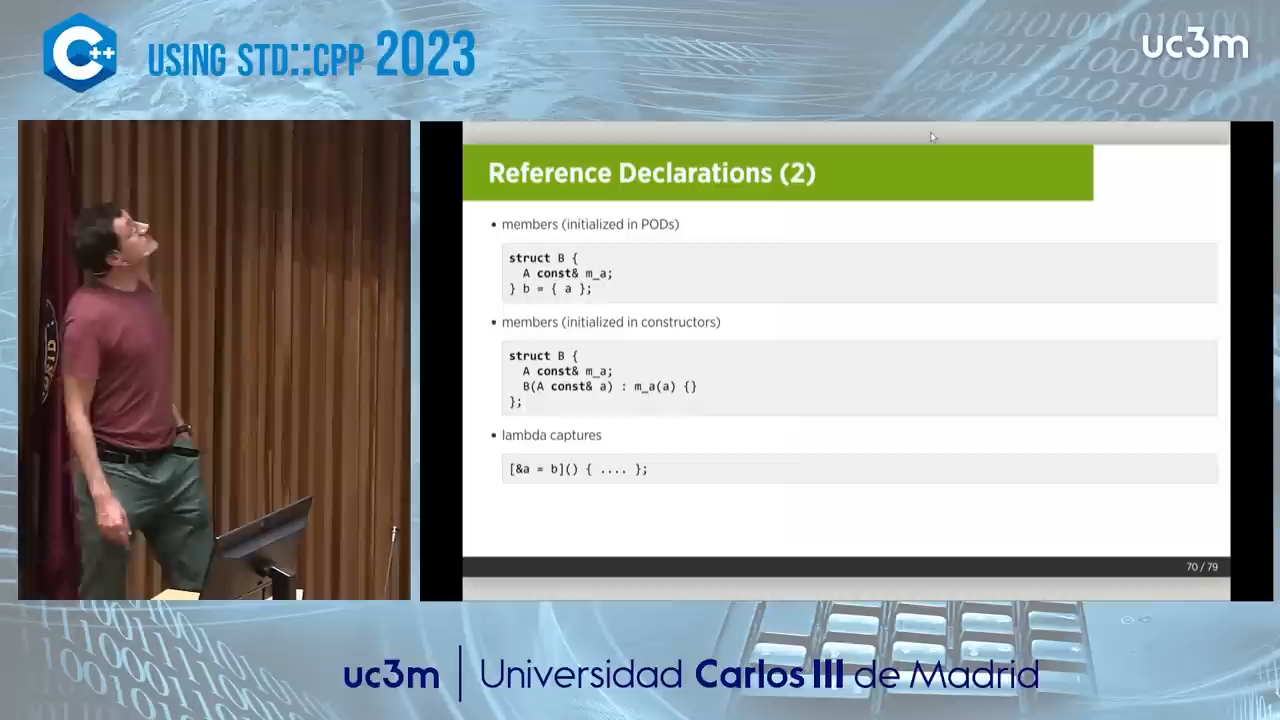 C++ USING STD::CPP 2023
uc3m
Reference Declarations (2)
• members (initialized in PODs)
struct B {
A const& m_a;
} b = { a };
• members (initialized in constructors)
struct B {
A const& m_a;
B(A const& a) : m_a(a) {}
};
• lambda captures
[&a = b]() { .... };
70 / 79
uc3m | Universidad Carlos III de Madrid